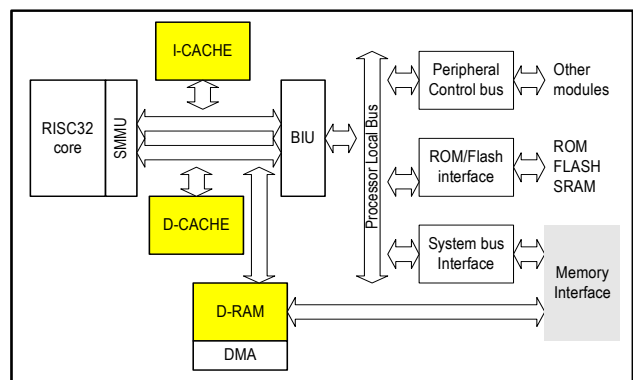 I-CACHE
RISC32
core
SMMU
BIU
D-CACHE
D-RAM
DMA
Processor Local Bus
Peripheral
Control bus
Other
modules
ROM/Flash
interface
ROM
FLASH
SRAM
System bus
Interface
Memory
Interface